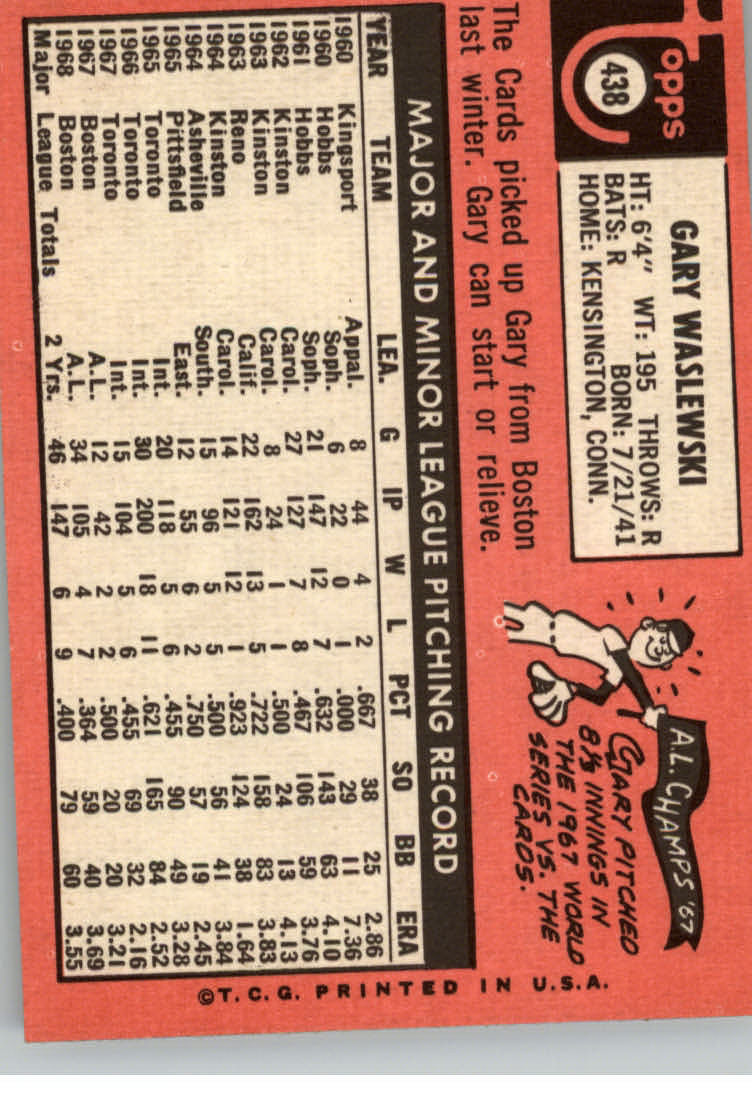 Topps
438
GARY WASLEWSKI
HT: 6'4" WT: 195 THROWS: R
BATS: R BORN: 7/21/41
HOME: KENSINGTON, CONN.
A.L. CHAMPS '67
GARY PITCHED
8⅓ INNINGS IN
THE 1967 WORLD
SERIES VS. THE
CARDS.
The Cards picked up Gary from Boston
last winter. Gary can start or relieve.
MAJOR AND MINOR LEAGUE PITCHING RECORD
YEAR TEAM LEA. G IP W L PCT SO BB ERA
1960 Kingsport Appal. 8 44 4 2 .667 38 25 2.86
1960 Hobbs Soph. 6 22 0 1 .000 29 11 7.36
1961 Hobbs Soph. 21 147 12 7 .632 143 63 4.10
1962 Kinston Carol. 27 127 7 8 .467 106 59 3.76
1963 Kinston Carol. 8 24 1 1 .500 24 13 4.13
1963 Reno Calif. 22 162 13 5 .722 158 83 3.83
1964 Kinston Carol. 14 121 12 1 .923 124 38 1.64
1964 Asheville South. 15 96 5 5 .500 56 41 3.84
1965 Pittsfield East. 12 55 6 2 .750 57 19 2.45
1965 Toronto Int. 20 118 5 6 .455 90 49 3.28
1966 Toronto Int. 30 200 18 11 .621 165 84 2.52
1967 Toronto Int. 15 104 5 6 .455 69 32 2.16
1967 Boston A.L. 12 42 2 2 .500 20 20 3.21
1968 Boston A.L. 34 105 4 7 .364 59 40 3.69
Major League Totals 2 Yrs. 46 147 6 9 .400 79 60 3.55
©T.C.G. PRINTED IN U.S.A.